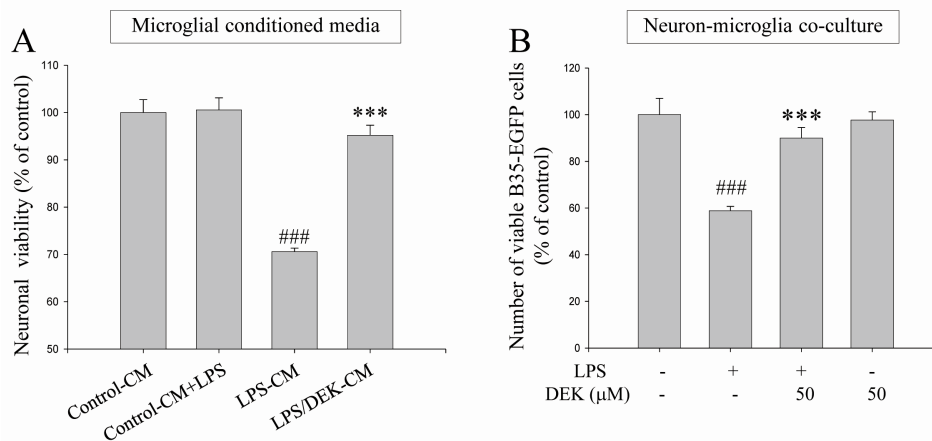 A
Microglial conditioned media
Neuronal viability (% of control)
110
100
90
80
70
60
50
###
***
Control-CM
Control-CM+LPS
LPS-CM
LPS/DEK-CM
B
Neuron-microglia co-culture
Number of viable B35-EGFP cells
(% of control)
120
100
80
60
40
20
0
###
***
LPS - + + -
DEK (μM) - - 50 50